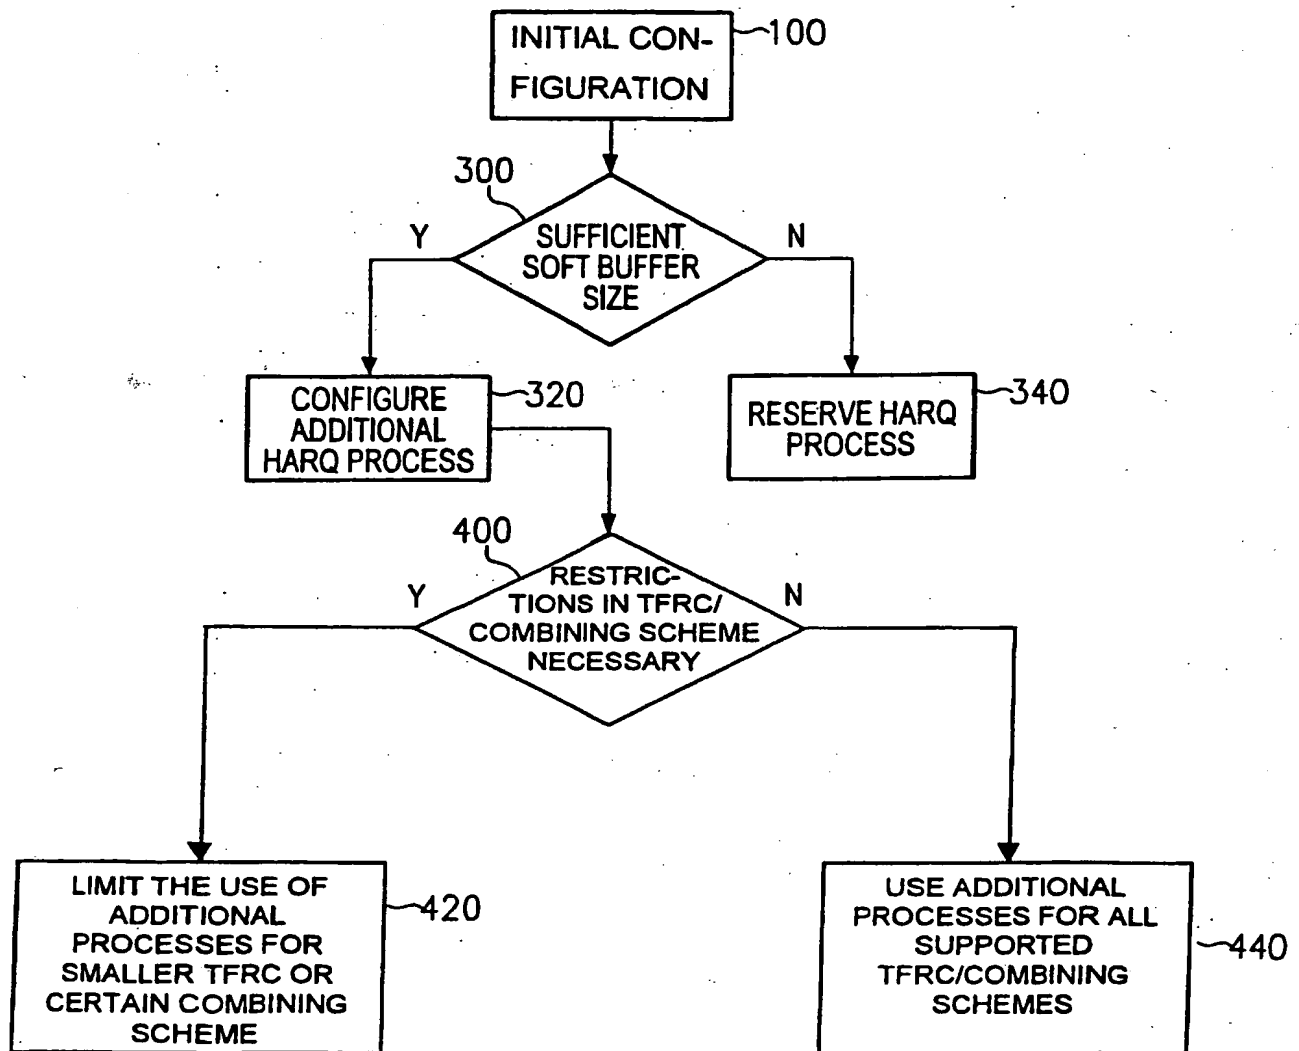 INITIAL CON-
FIGURATION
100
300
Y
N
SUFFICIENT
SOFT BUFFER
SIZE
CONFIGURE
ADDITIONAL
HARQ PROCESS
320
RESERVE HARQ
PROCESS
340
400
Y
N
RESTRIC-
TIONS IN TFRC/
COMBINING SCHEME
NECESSARY
LIMIT THE USE OF
ADDITIONAL
PROCESSES FOR
SMALLER TFRC OR
CERTAIN COMBINING
SCHEME
420
USE ADDITIONAL
PROCESSES FOR ALL
SUPPORTED
TFRC/COMBINING
SCHEMES
440